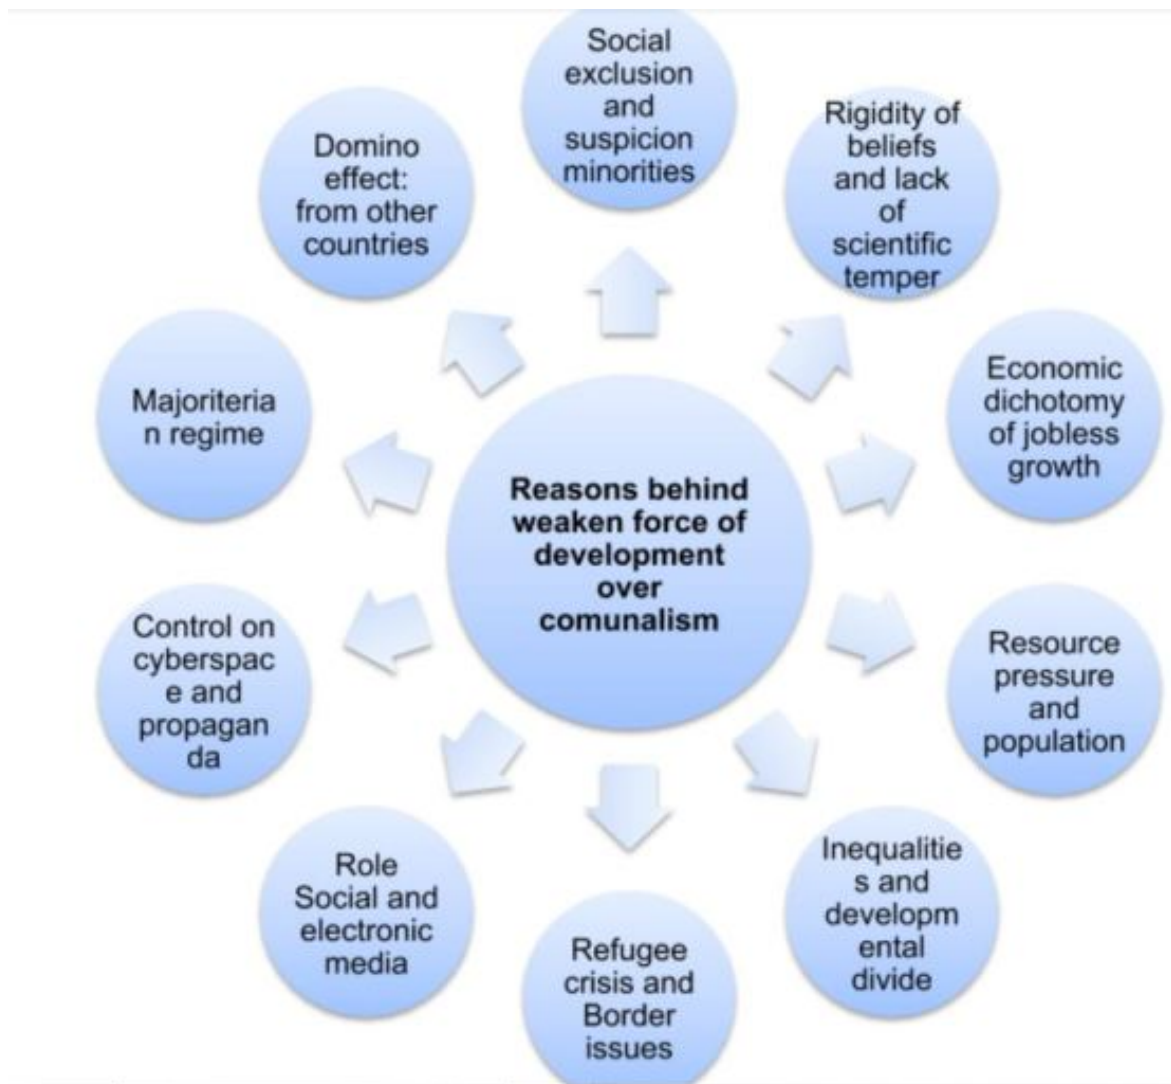 Social
exclusion
and
suspicion
minorities
Rigidity of
beliefs
and lack
of
scientific
temper
Economic
dichotomy
of jobless
growth
Resource
pressure
and
population
Inequalitie
s and
developm
ental
divide
Refugee
crisis and
Border
issues
Role
Social and
electronic
media
Control on
cyberspac
e and
propagan
da
Majoriteria
n regime
Domino
effect:
from other
countries
Reasons behind
weaken force of
development
over
comunalism